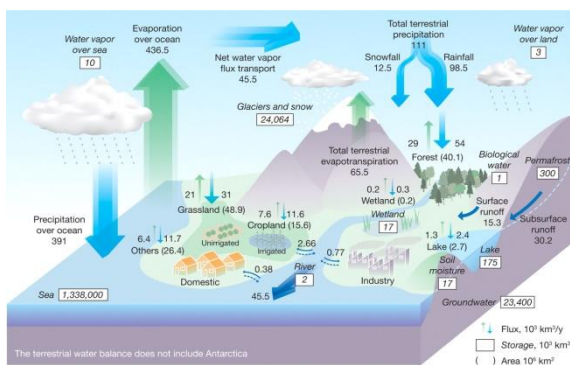 Evaporation
over ocean
436.5
Water vapor
over sea
10
Net water vapor
flux transport
45.5
Total terrestrial
precipitation
111
Snowfall
12.5
Rainfall
98.5
Water vapor
over land
3
Glaciers and snow
24,064
Total terrestrial
evapotranspiration
65.5
29
54
Forest (40.1)
Biological
water
1
Permafrost
300
Precipitation
over ocean
391
21
31
Grassland (48.9)
6.4
11.7
Others (26.4)
Unirrigated
7.6
11.6
Cropland (15.6)
Irrigated
0.2
0.3
Wetland (0.2)
Wetland
17
Surface
runoff
15.3
Subsurface
runoff
30.2
1.3
2.4
Lake (2.7)
Lake
175
Soil
moisture
17
Groundwater
23,400
2.66
0.77
River
2
Domestic
0.38
45.5
Industry
Sea
1,338,000
Flux, 10³ km³/y
Storage, 10³ km³
( ) Area 10⁶ km²
The terrestrial water balance does not include Antarctica